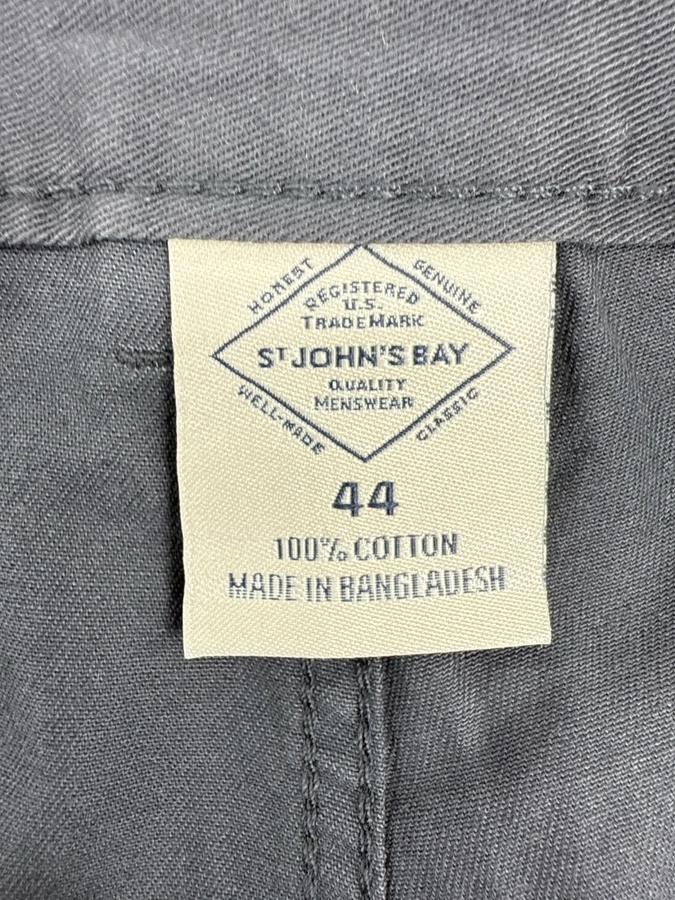 HONEST
GENUINE
REGISTERED
U.S.
TRADEMARK
ST JOHN'S BAY
QUALITY
MENSWEAR
WELL-MADE
CLASSIC
44
100% COTTON
MADE IN BANGLADESH